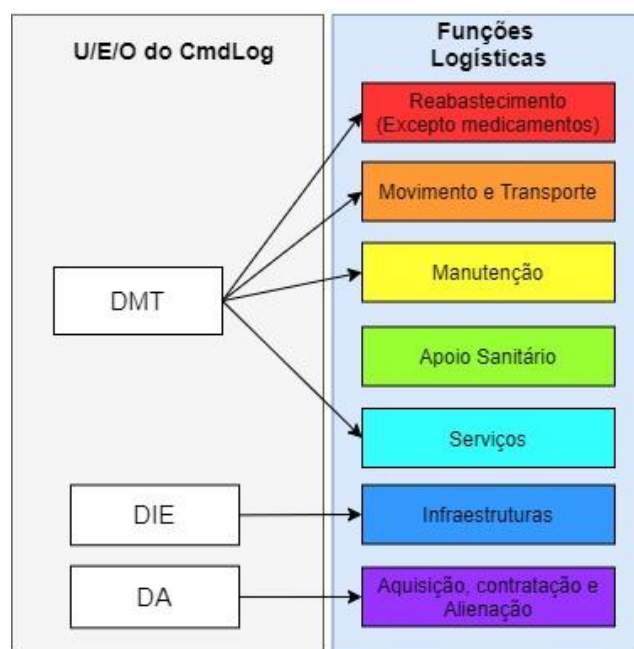 U/E/O do CmdLog
Funções
Logísticas
Reabastecimento
(Excepto medicamentos)
Movimento e Transporte
DMT
Manutenção
Apoio Sanitário
Serviços
DIE
Infraestruturas
DA
Aquisição, contratação e
Alienação